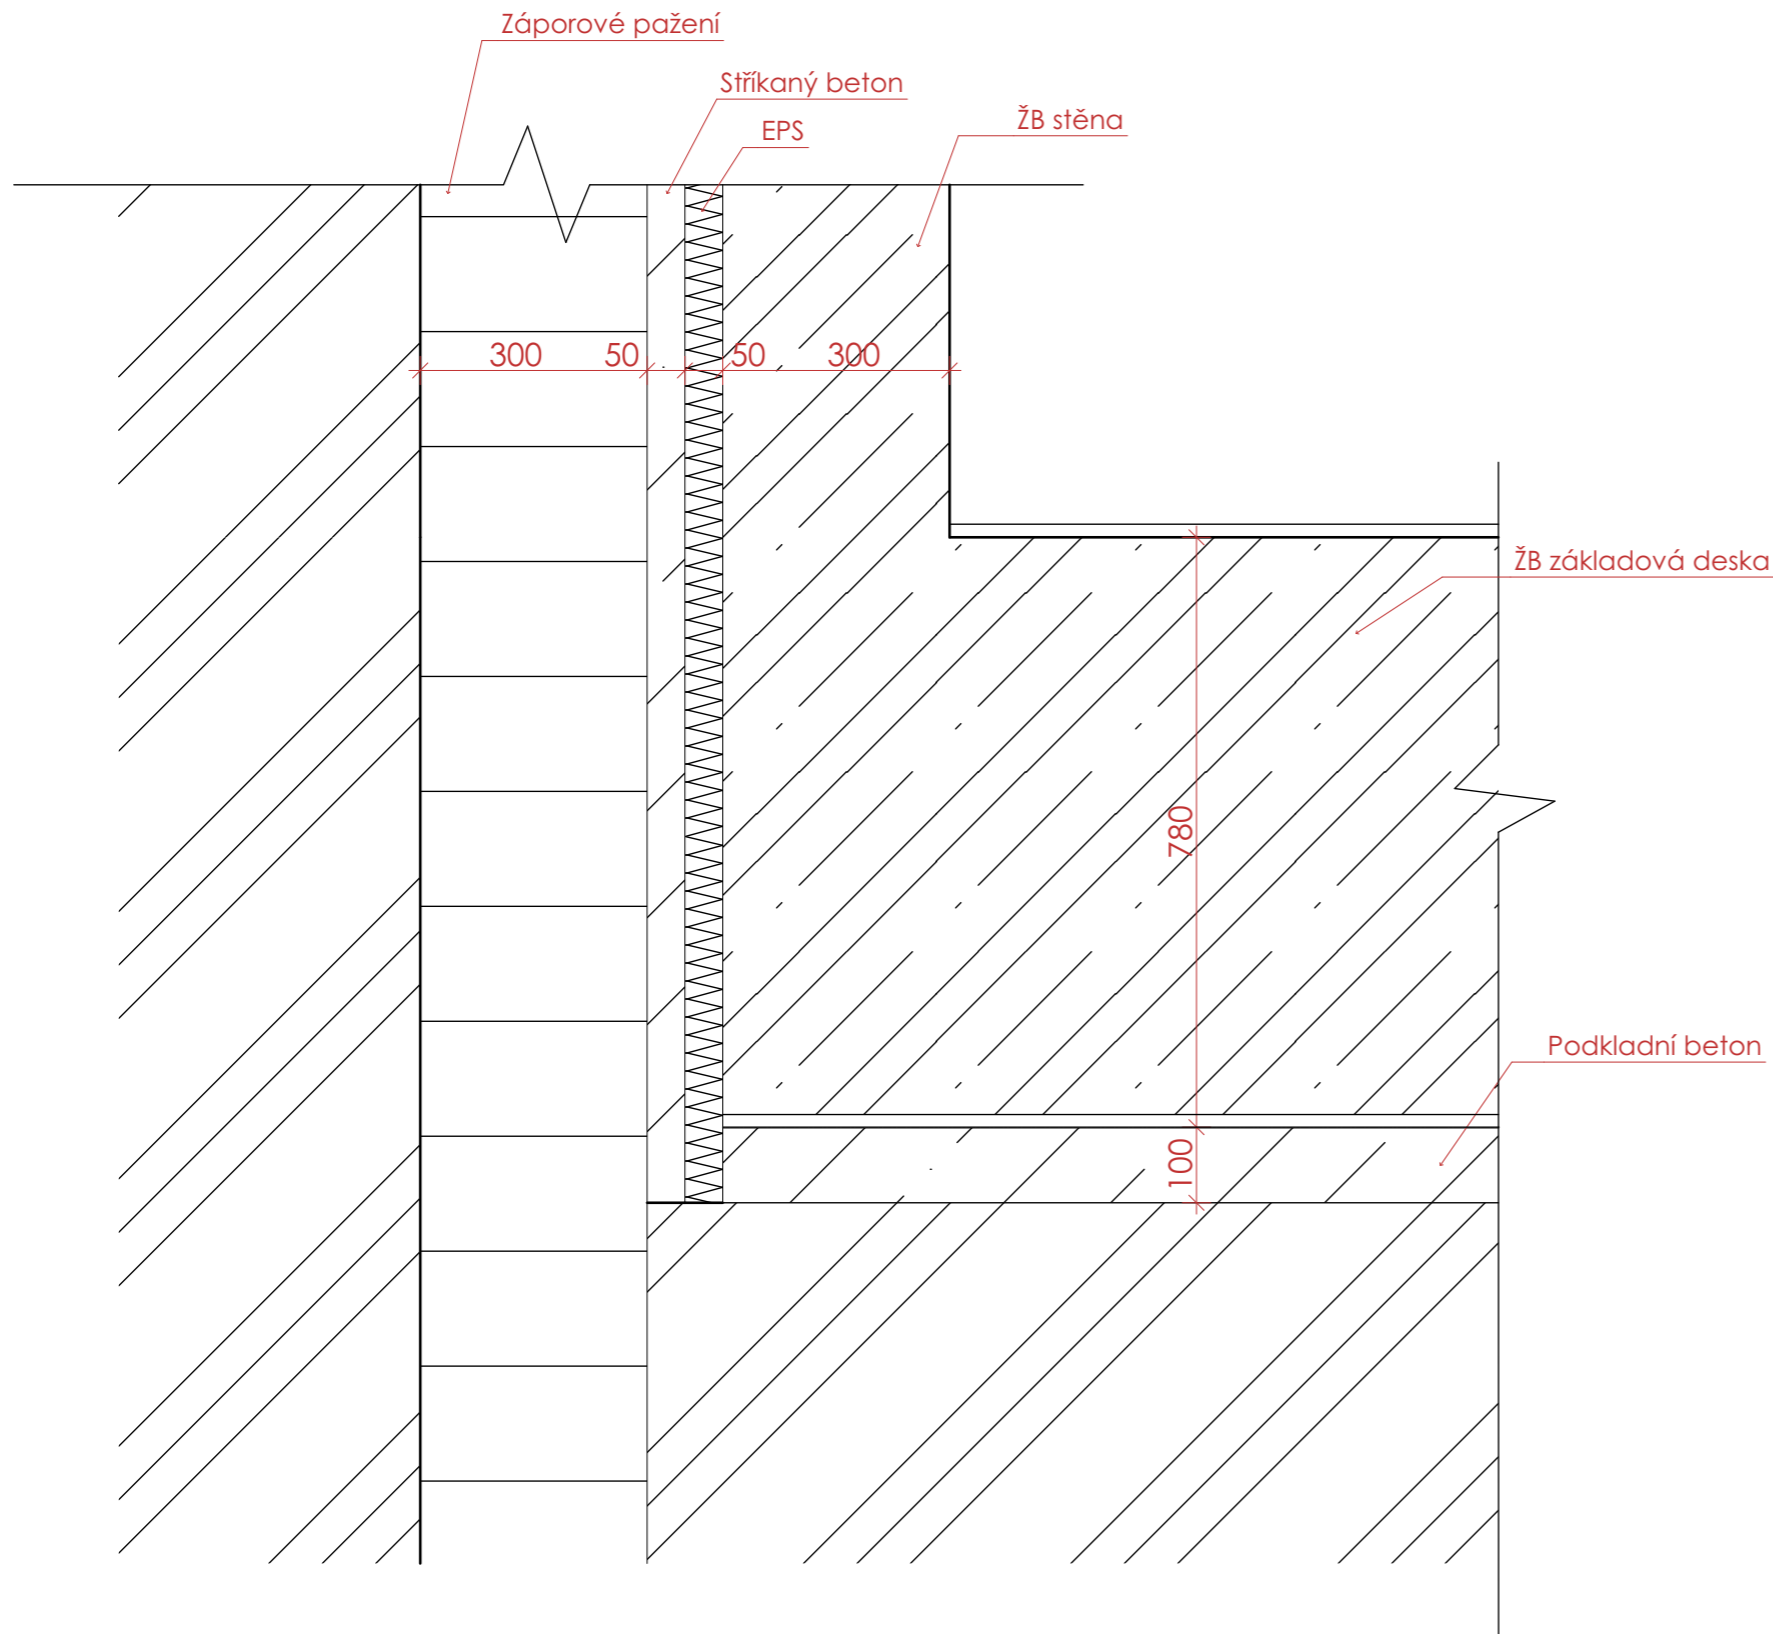 Záporové pažení
Stříkaný beton
EPS
ŽB stěna
300 50 50 300
ŽB základová deska
780
Podkladní beton
100